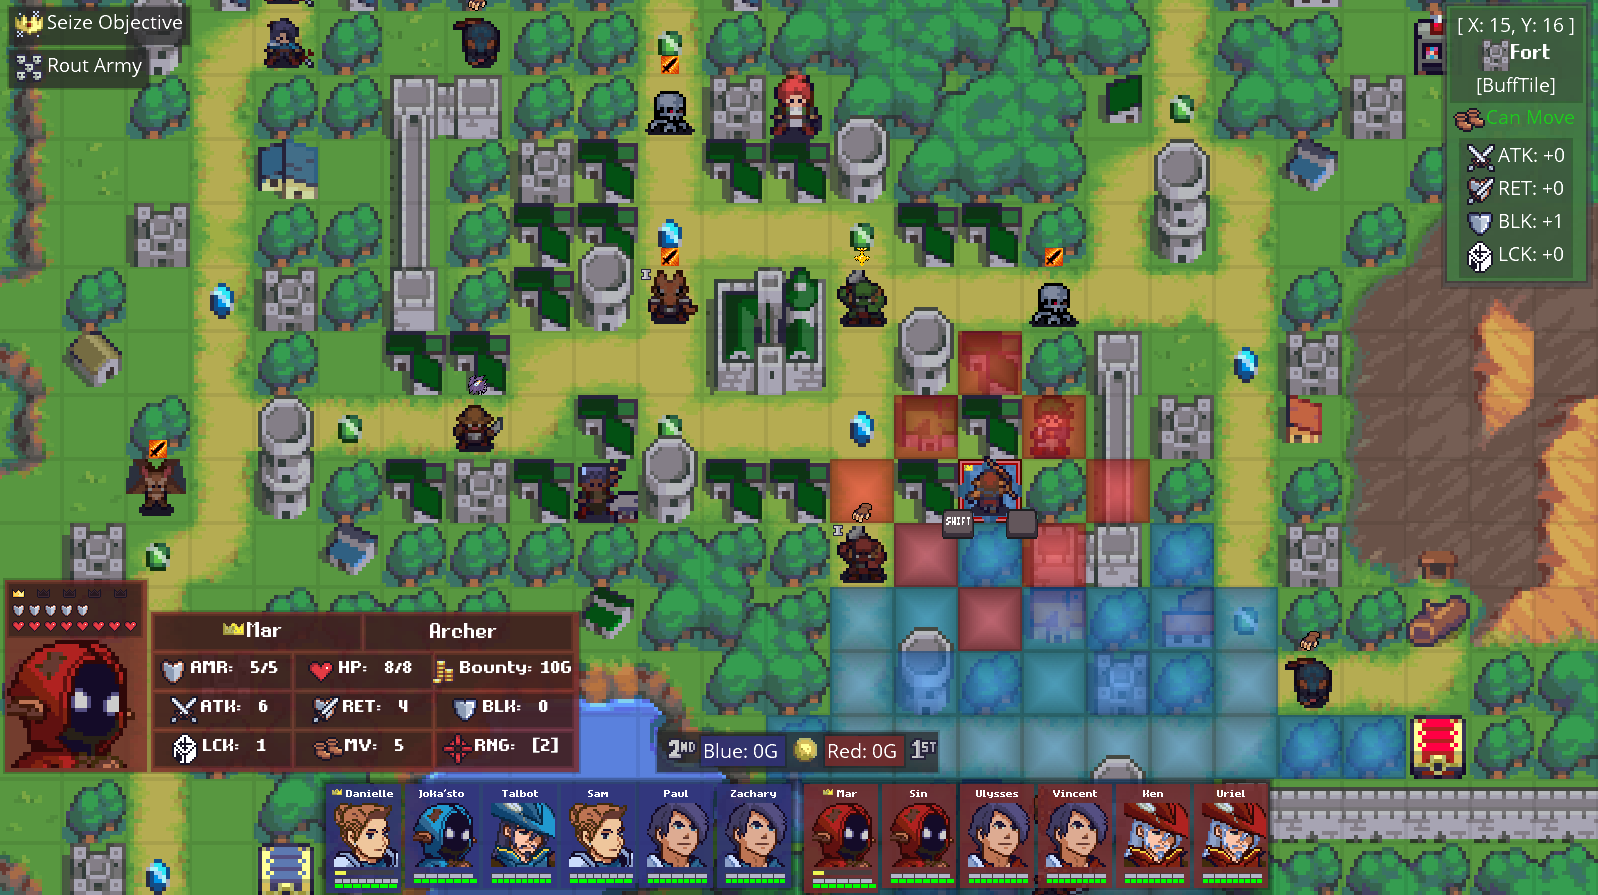 Seize Objective
Rout Army
[ X: 15, Y: 16 ]
Fort
[BuffTile]
Can Move
ATK: +0
RET: +0
BLK: +1
LCK: +0
I
SHIFT
I
Mar
Archer
AMR: 5/5
HP: 8/8
Bounty: 10G
ATK: 6
RET: 4
BLK: 0
LCK: 1
MV: 5
RNG: [2]
2ND Blue: 0G
Red: 0G 1ST
Danielle
Joka'sto
Talbot
Sam
Paul
Zachary
Mar
Sin
Ulysses
Vincent
Ken
Uriel